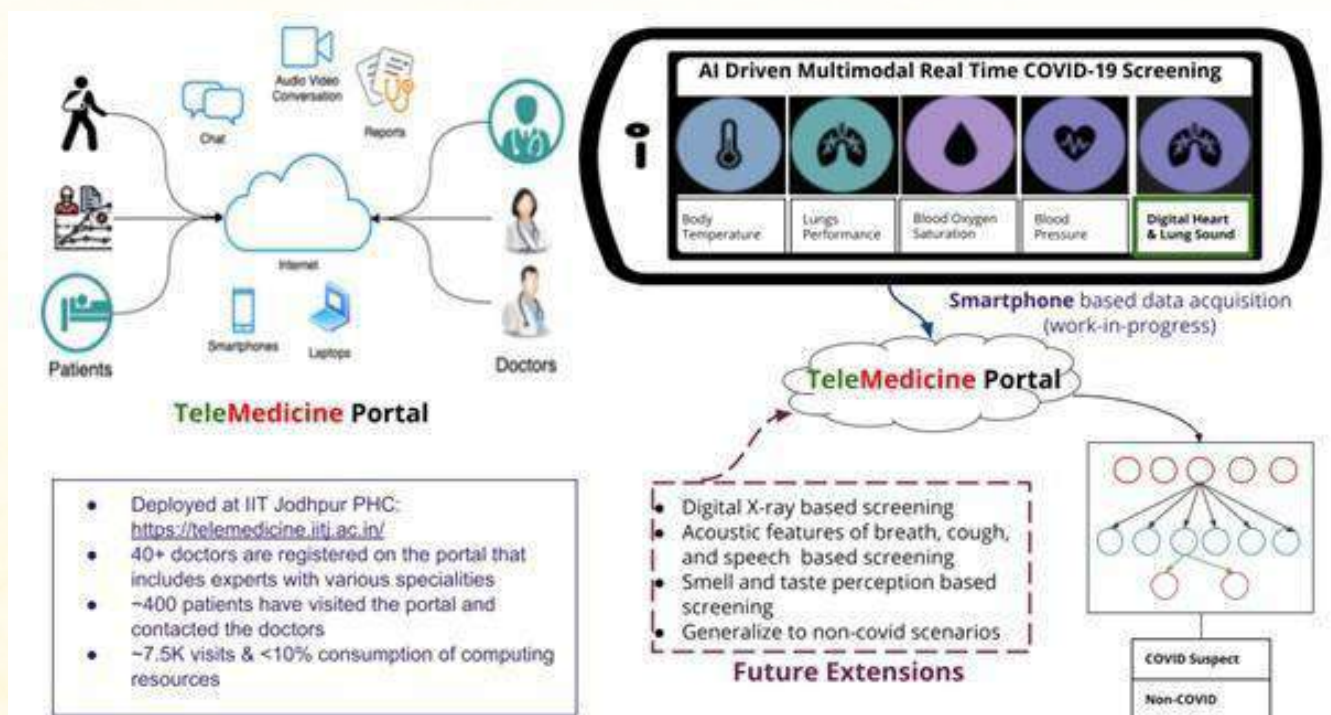 Audio Video
Conversation
Chat
Reports
Internet
Smartphones
Laptops
Patients
Doctors
TeleMedicine Portal
• Deployed at IIT Jodhpur PHC:
https://telemedicine.iitj.ac.in/
• 40+ doctors are registered on the portal that
includes experts with various specialities
• ~400 patients have visited the portal and
contacted the doctors
• ~7.5K visits & <10% consumption of computing
resources
AI Driven Multimodal Real Time COVID-19 Screening
Body
Temperature
Lungs
Performance
Blood Oxygen
Saturation
Blood
Pressure
Digital Heart
& Lung Sound
Smartphone based data acquisition
(work-in-progress)
TeleMedicine Portal
• Digital X-ray based screening
• Acoustic features of breath, cough,
and speech based screening
• Smell and taste perception based
screening
• Generalize to non-covid scenarios
Future Extensions
COVID Suspect
Non-COVID